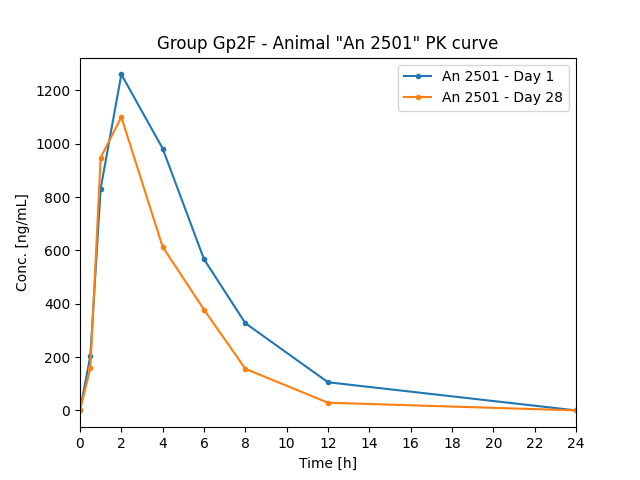 Group Gp2F - Animal "An 2501" PK curve
An 2501 - Day 1
An 2501 - Day 28
Conc. [ng/mL]
1200
1000
800
600
400
200
0
0 2 4 6 8 10 12 14 16 18 20 22 24
Time [h]